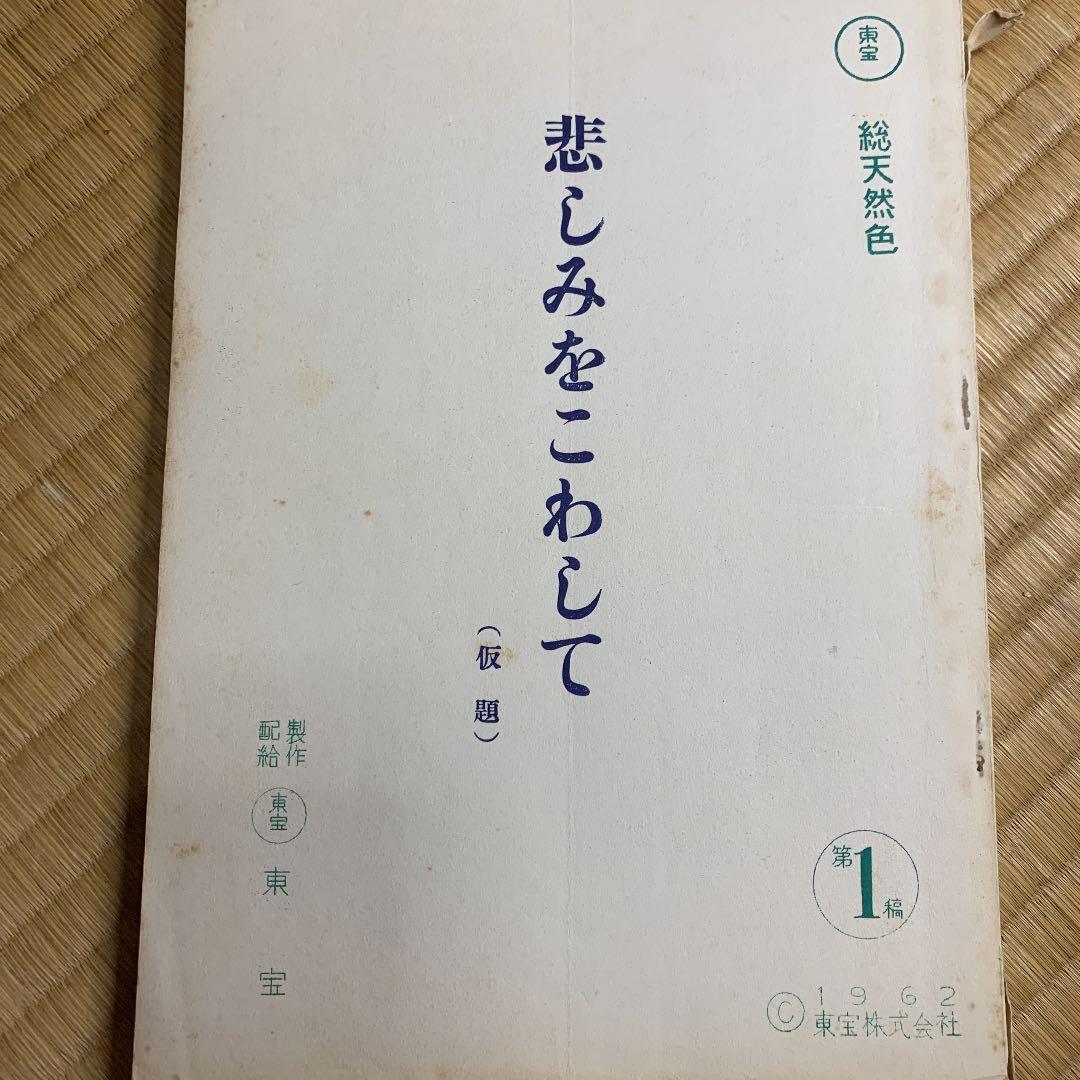 東宝
総天然色
悲しみをこわして
（仮題）
製作
配給
東宝
東宝
第1稿
© 1962
東宝株式会社